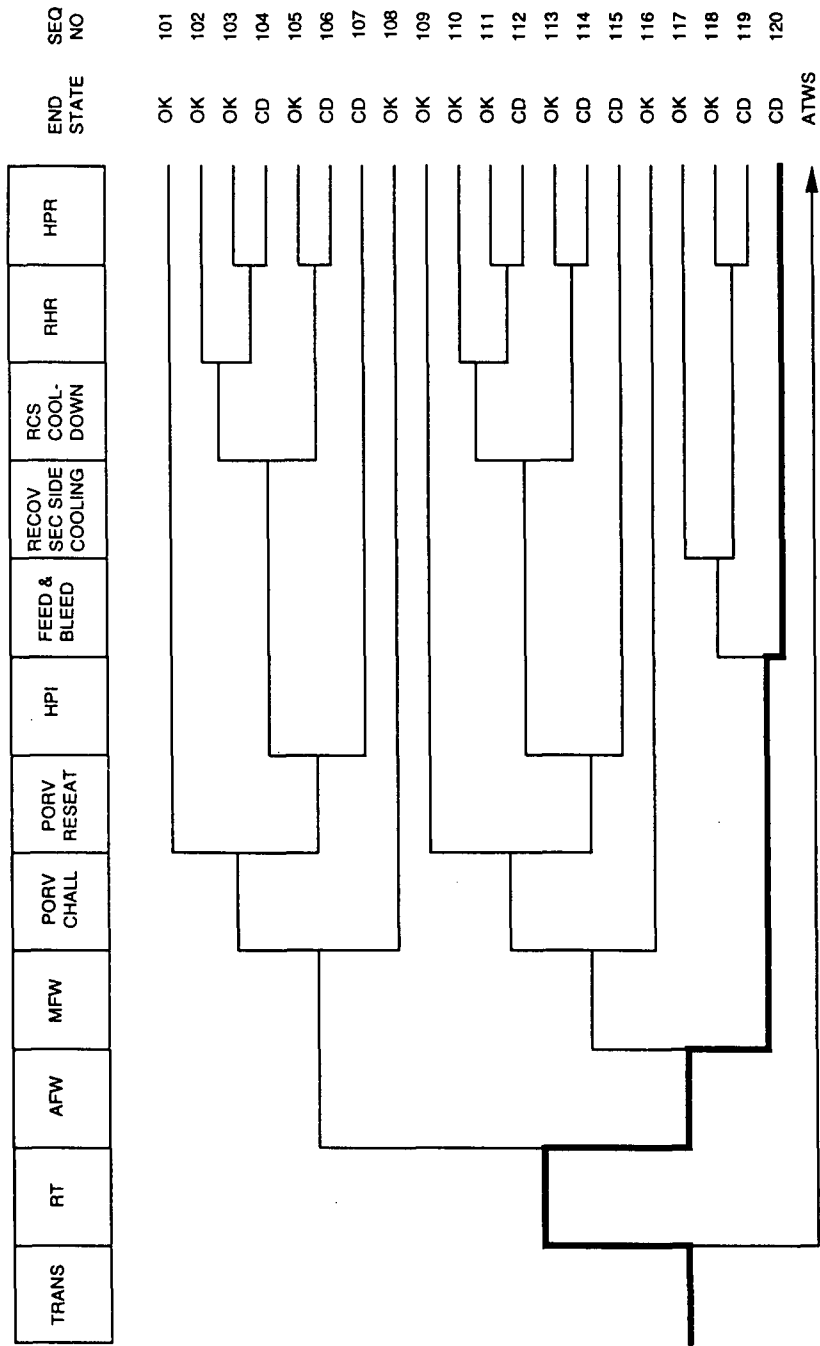 TRANS
RT
AFW
MFW
PORV
CHALL
PORV
RESEAT
HPI
FEED &
BLEED
RECOV
SEC SIDE
COOLING
RCS
COOL-
DOWN
RHR
HPR
END
STATE
SEQ
NO
OK 101
OK 102
OK 103
CD 104
OK 105
CD 106
CD 107
OK 108
OK 109
OK 110
OK 111
CD 112
OK 113
CD 114
CD 115
OK 116
OK 117
OK 118
CD 119
CD 120
ATWS